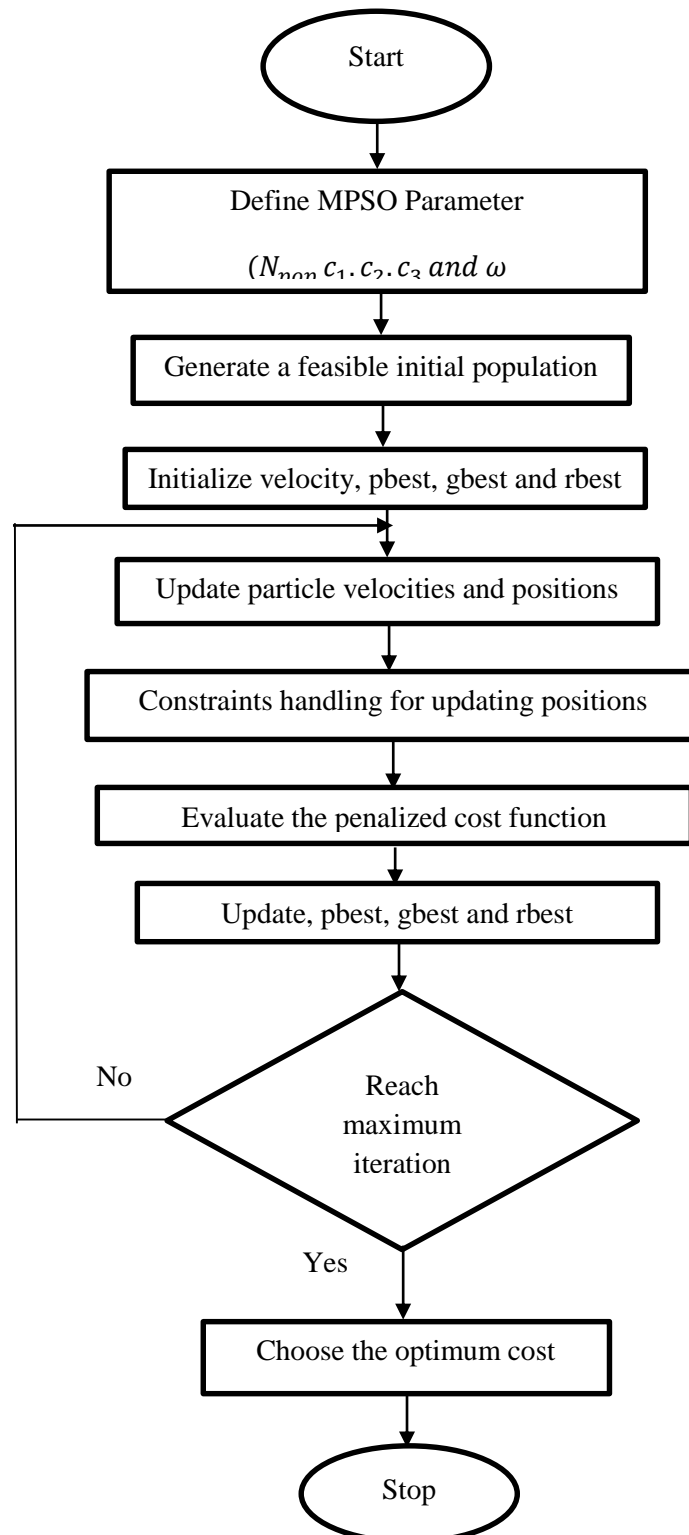 Start
Define MPSO Parameter
(N_pop c_1. c_2. c_3 and ω
Generate a feasible initial population
Initialize velocity, pbest, gbest and rbest
Update particle velocities and positions
Constraints handling for updating positions
Evaluate the penalized cost function
Update, pbest, gbest and rbest
No
Reach
maximum
iteration
Yes
Choose the optimum cost
Stop